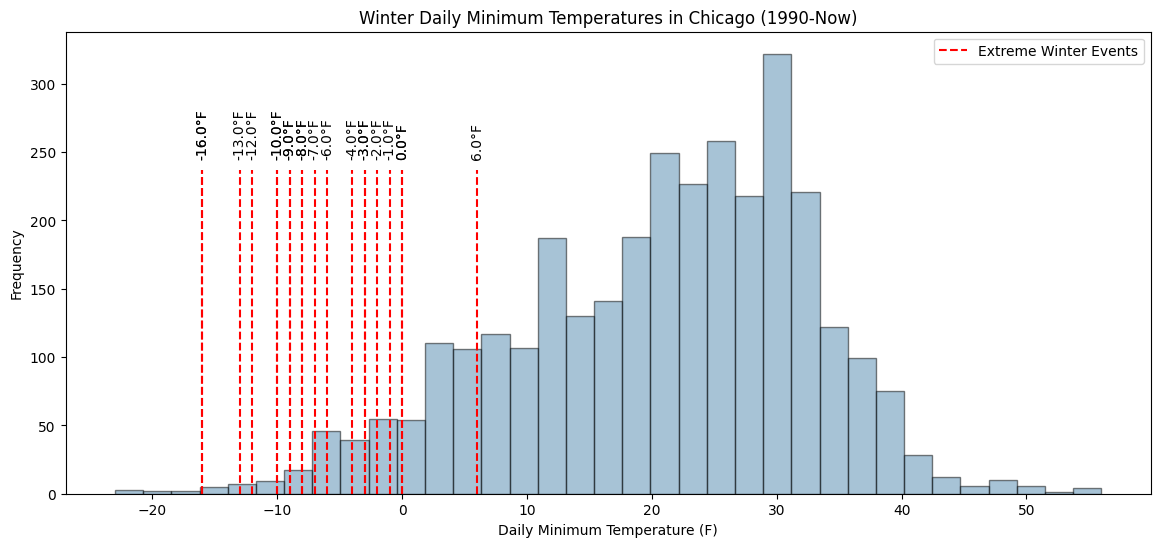 Winter Daily Minimum Temperatures in Chicago (1990-Now)
Extreme Winter Events
-16.0°F
-13.0°F
-12.0°F
-10.0°F
-9.0°F
-8.0°F
-7.0°F
-6.0°F
-4.0°F
-3.0°F
-2.0°F
-1.0°F
0.0°F
6.0°F
Frequency
300
250
200
150
100
50
0
−20
−10
0
10
20
30
40
50
Daily Minimum Temperature (F)